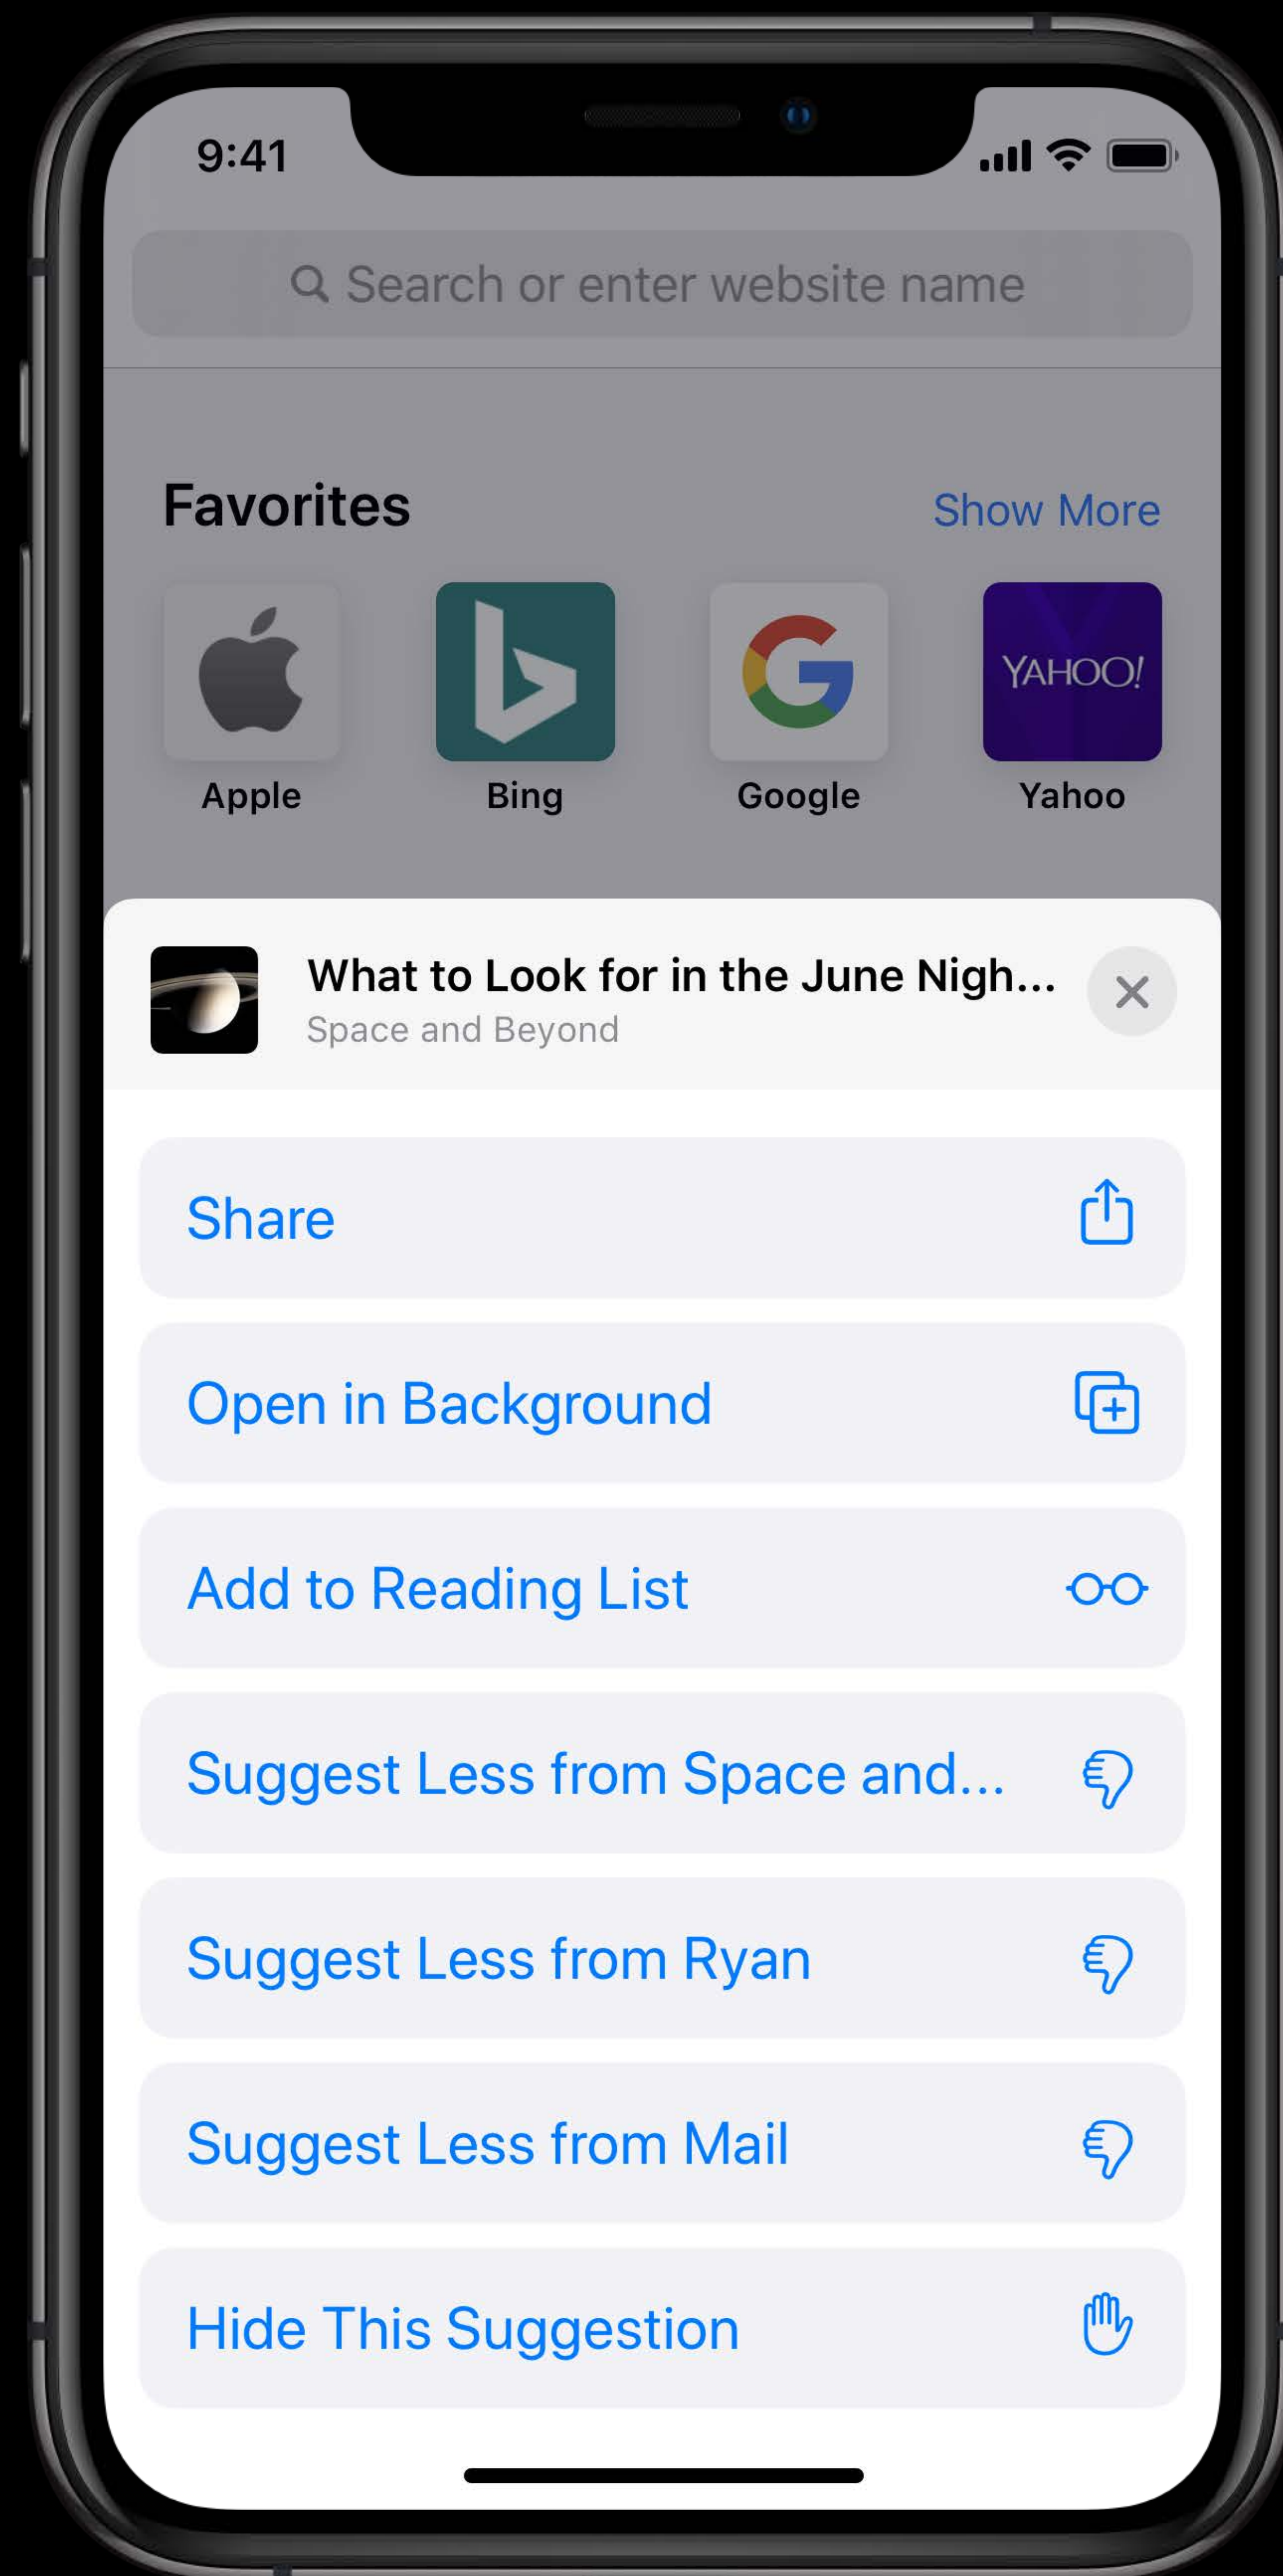 9:41
Search or enter website name
Favorites
Show More
YAHOO!
Apple
Bing
Google
Yahoo
What to Look for in the June Nigh...
Space and Beyond
Share
Open in Background
Add to Reading List
Suggest Less from Space and...
Suggest Less from Ryan
Suggest Less from Mail
Hide This Suggestion